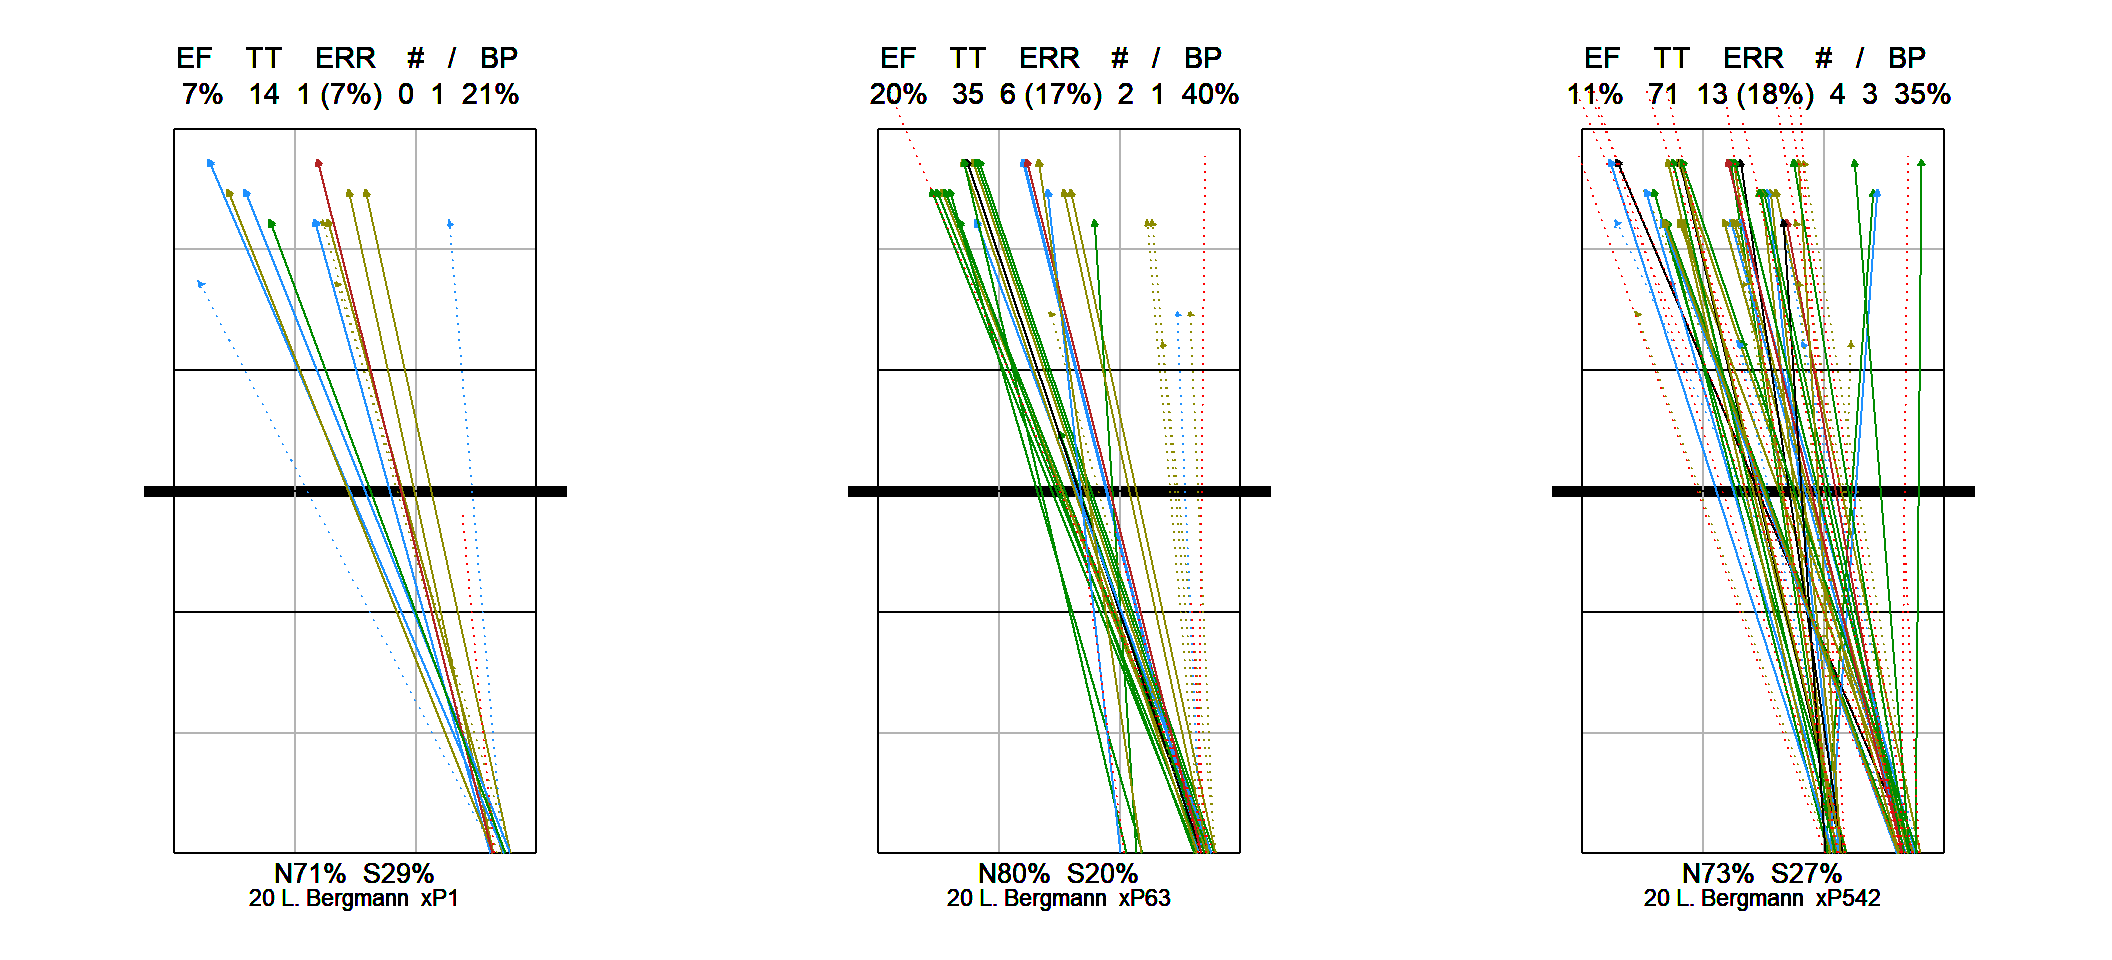 EF TT ERR # / BP
7% 14 1 (7%) 0 1 21%
N71% S29%
20 L. Bergmann xP1
EF TT ERR # / BP
20% 35 6 (17%) 2 1 40%
N80% S20%
20 L. Bergmann xP63
EF TT ERR # / BP
11% 71 13 (18%) 4 3 35%
N73% S27%
20 L. Bergmann xP542